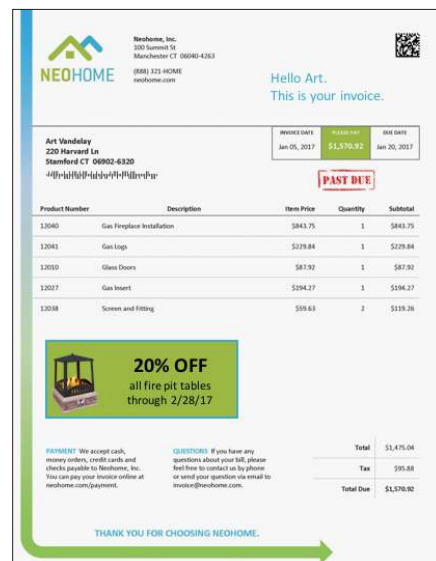 NEOHOME
Neohome, Inc.
100 Summit St
Manchester CT 06040-4263
(888) 321-HOME
neohome.com
Hello Art.
This is your invoice.
Art Vandelay
220 Harvard Ln
Stamford CT 06902-6320
INVOICE DATE PLEASE PAY DUE DATE
Jan 05, 2017 $1,570.92 Jan 20, 2017
PAST DUE
Product Number Description Item Price Quantity Subtotal
12040 Gas Fireplace Installation $843.75 1 $843.75
12041 Gas Logs $229.84 1 $229.84
12010 Glass Doors $87.92 1 $87.92
12027 Gas Insert $194.27 1 $194.27
12038 Screen and Fitting $59.63 2 $119.26
20% OFF
all fire pit tables
through 2/28/17
PAYMENT We accept cash,
money orders, credit cards and
checks payable to Neohome, Inc.
You can pay your invoice online at
neohome.com/payment.
QUESTIONS If you have any
questions about your bill, please
feel free to contact us by phone
or send your question via email to
invoice@neohome.com.
Total $1,475.04
Tax $95.88
Total Due $1,570.92
THANK YOU FOR CHOOSING NEOHOME.